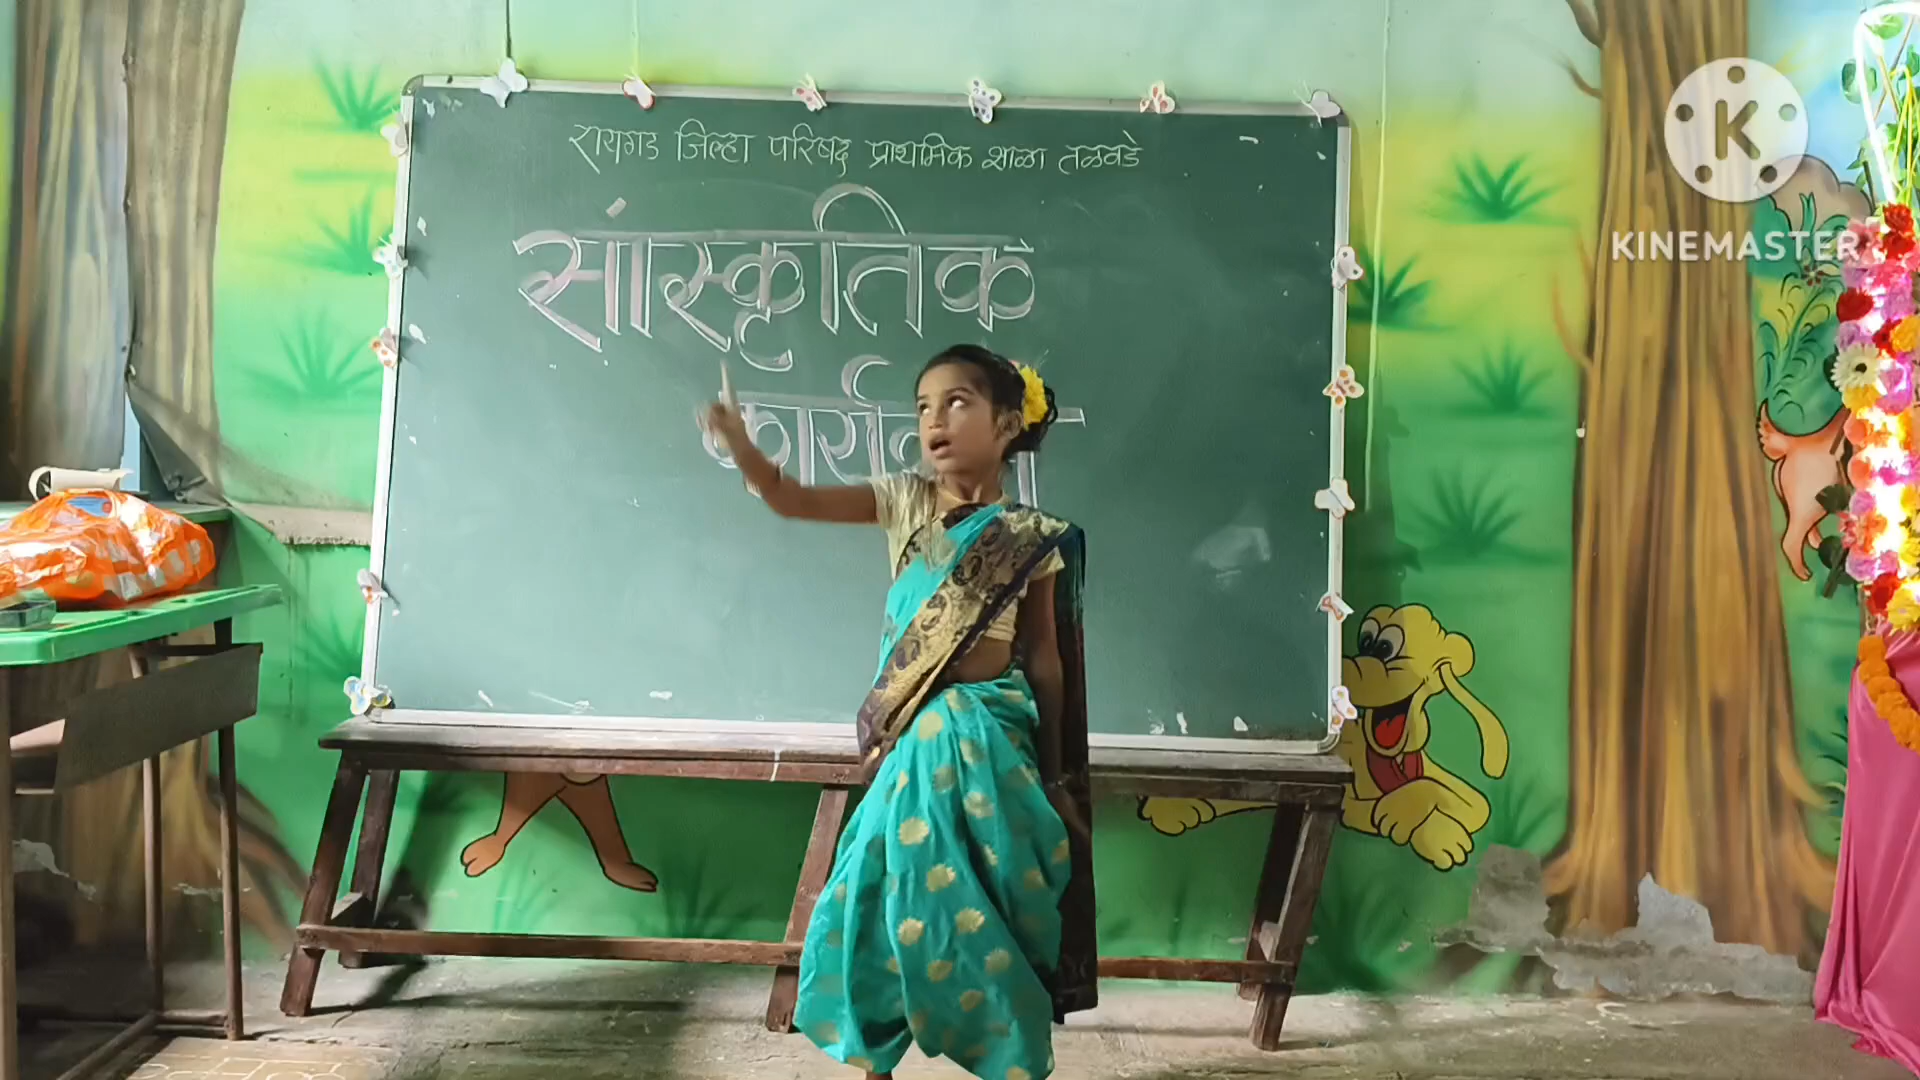 रायगड जिल्हा परिषद प्राथमिक शाळा तळवडे
सांस्कृतिक
K
KINEMASTER